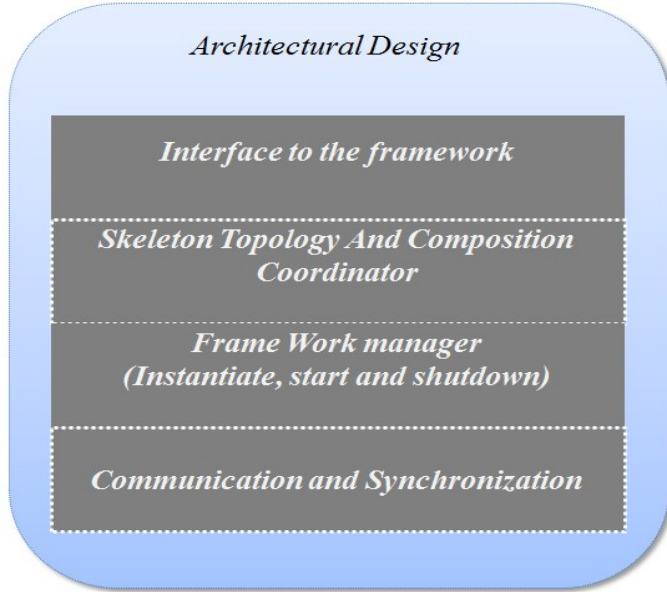 Architectural Design
Interface to the framework
Skeleton Topology And Composition
Coordinator
Frame Work manager
(Instantiate, start and shutdown)
Communication and Synchronization